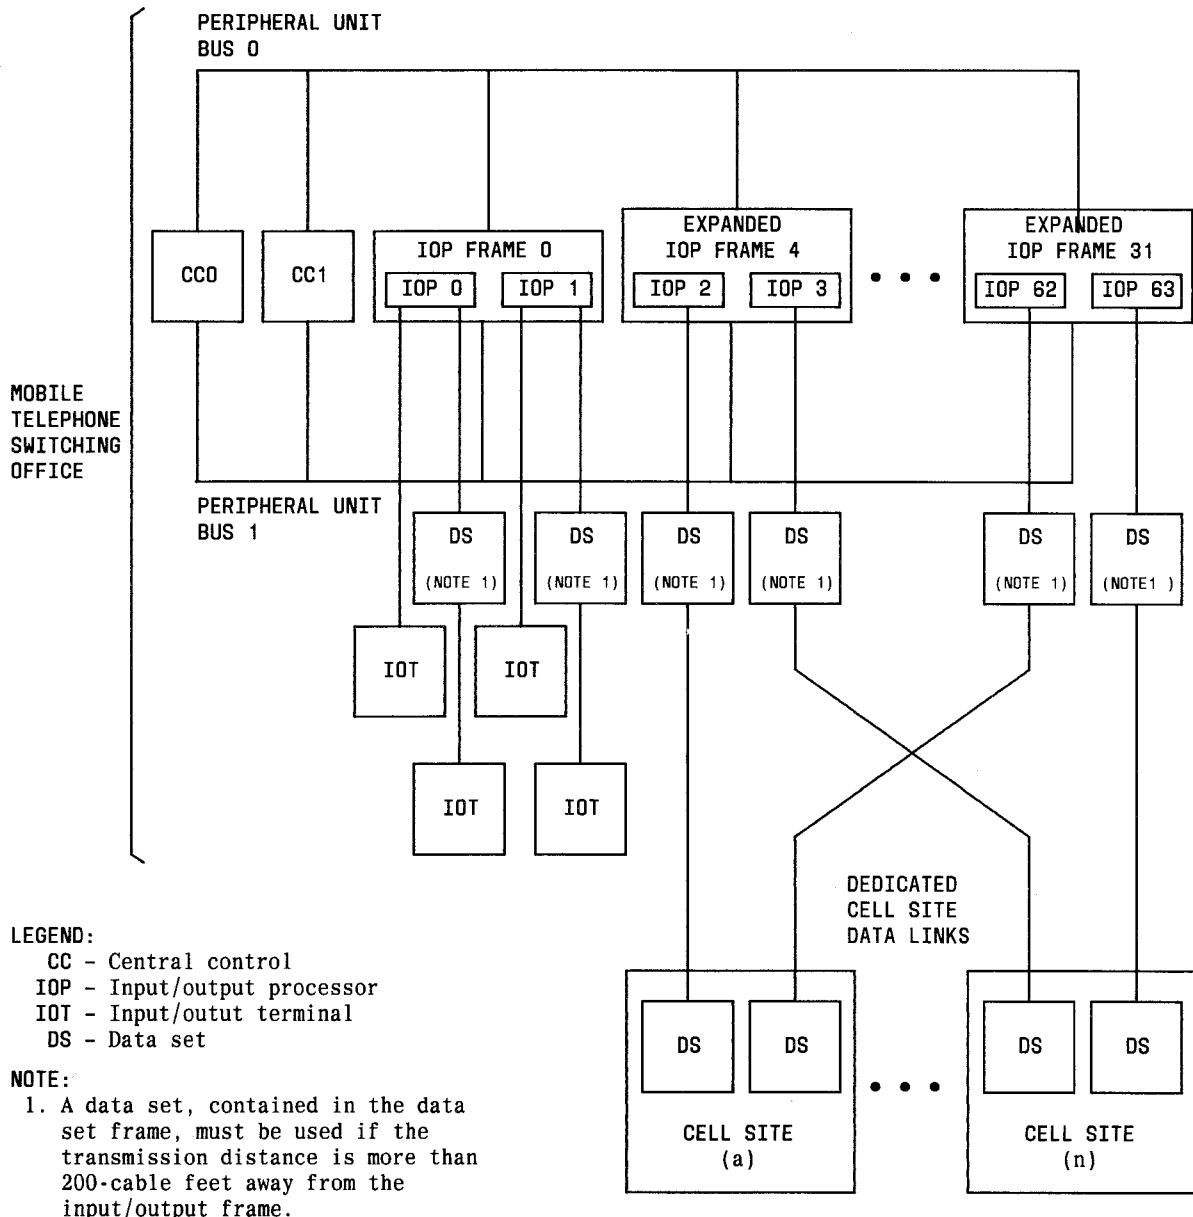 PERIPHERAL UNIT
BUS 0
CC0
CC1
IOP FRAME 0
IOP 0
IOP 1
EXPANDED
IOP FRAME 4
IOP 2
IOP 3
EXPANDED
IOP FRAME 31
IOP 62
IOP 63
MOBILE
TELEPHONE
SWITCHING
OFFICE
PERIPHERAL UNIT
BUS 1
DS
(NOTE 1)
DS
(NOTE 1)
DS
(NOTE 1)
DS
(NOTE 1)
DS
(NOTE 1)
DS
(NOTE1 )
IOT
IOT
IOT
IOT
DEDICATED
CELL SITE
DATA LINKS
LEGEND:
CC - Central control
IOP - Input/output processor
IOT - Input/outut terminal
DS - Data set
NOTE:
1. A data set, contained in the data
set frame, must be used if the
transmission distance is more than
200-cable feet away from the
input/output frame.
DS
DS
CELL SITE
(a)
DS
DS
CELL SITE
(n)